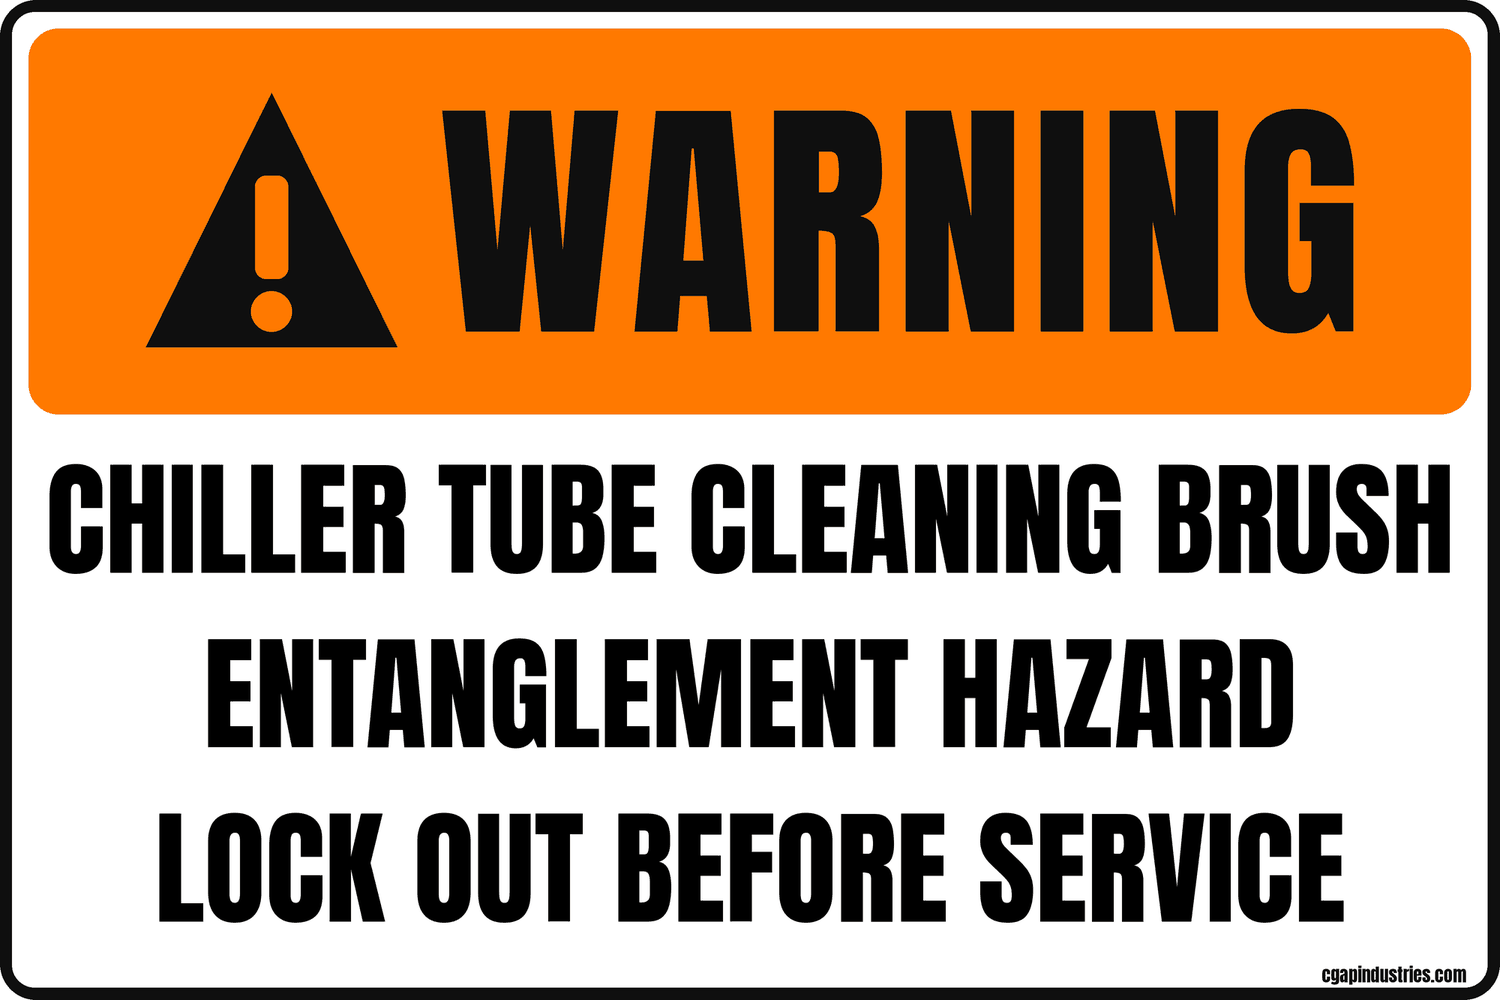 WARNING
CHILLER TUBE CLEANING BRUSH
ENTANGLEMENT HAZARD
LOCK OUT BEFORE SERVICE
cgapindustries.com